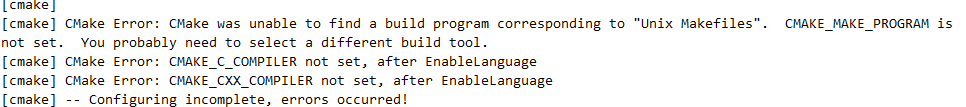 [cmake]
[cmake] CMake Error: CMake was unable to find a build program corresponding to "Unix Makefiles".  CMAKE_MAKE_PROGRAM is
not set.  You probably need to select a different build tool.
[cmake] CMake Error: CMAKE_C_COMPILER not set, after EnableLanguage
[cmake] CMake Error: CMAKE_CXX_COMPILER not set, after EnableLanguage
[cmake] -- Configuring incomplete, errors occurred!